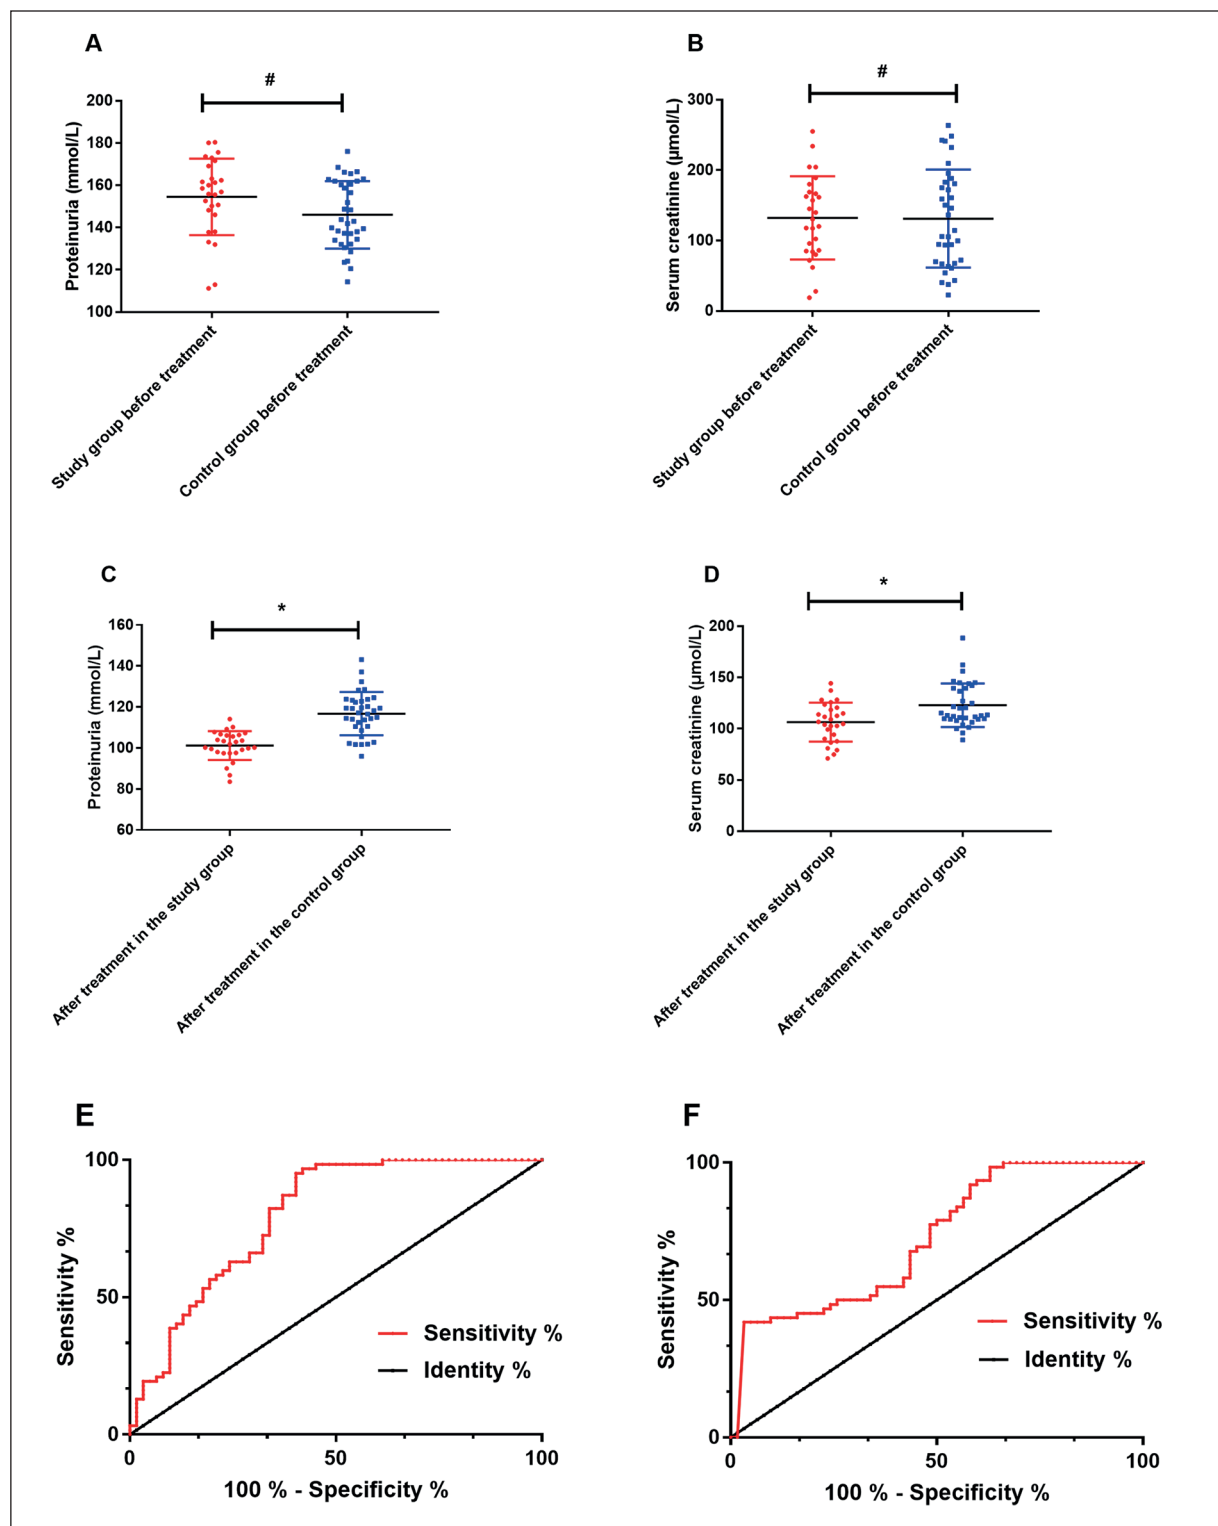 A
#
Proteinuria (mmol/L)
200
180
160
140
120
100
Study group before treatment
Control group before treatment
B
#
Serum creatinine (μmol/L)
300
200
100
0
Study group before treatment
Control group before treatment
C
*
Proteinuria (mmol/L)
160
140
120
100
80
60
After treatment in the study group
After treatment in the control group
D
*
Serum creatinine (μmol/L)
200
150
100
50
0
After treatment in the study group
After treatment in the control group
E
Sensitivity %
100
50
0
Sensitivity %
Identity %
0 50 100
100 % - Specificity %
F
Sensitivity %
100
50
0
Sensitivity %
Identity %
0 50 100
100 % - Specificity %